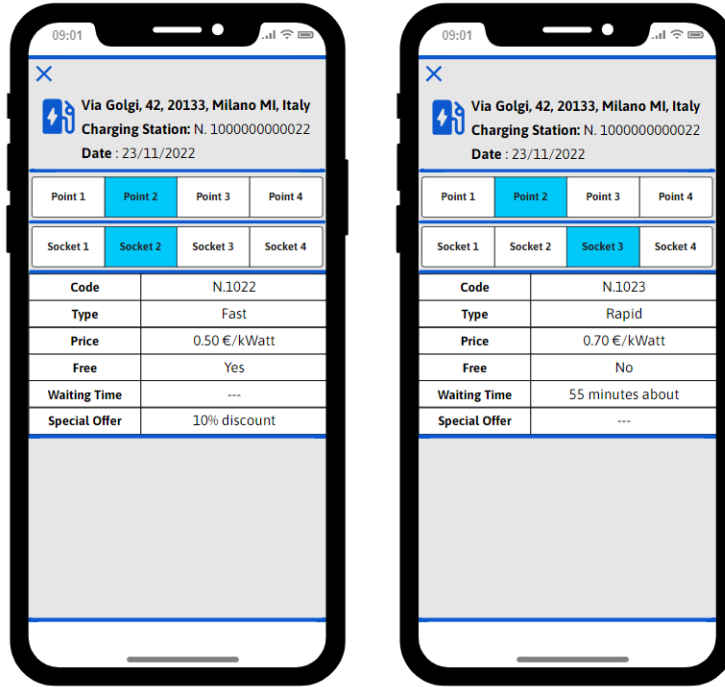 09:01
Via Golgi, 42, 20133, Milano MI, Italy
Charging Station: N. 1000000000022
Date : 23/11/2022
Point 1 Point 2 Point 3 Point 4
Socket 1 Socket 2 Socket 3 Socket 4
Code N.1022
Type Fast
Price 0.50 €/kWatt
Free Yes
Waiting Time ---
Special Offer 10% discount
09:01
Via Golgi, 42, 20133, Milano MI, Italy
Charging Station: N. 1000000000022
Date : 23/11/2022
Point 1 Point 2 Point 3 Point 4
Socket 1 Socket 2 Socket 3 Socket 4
Code N.1023
Type Rapid
Price 0.70 €/kWatt
Free No
Waiting Time 55 minutes about
Special Offer ---